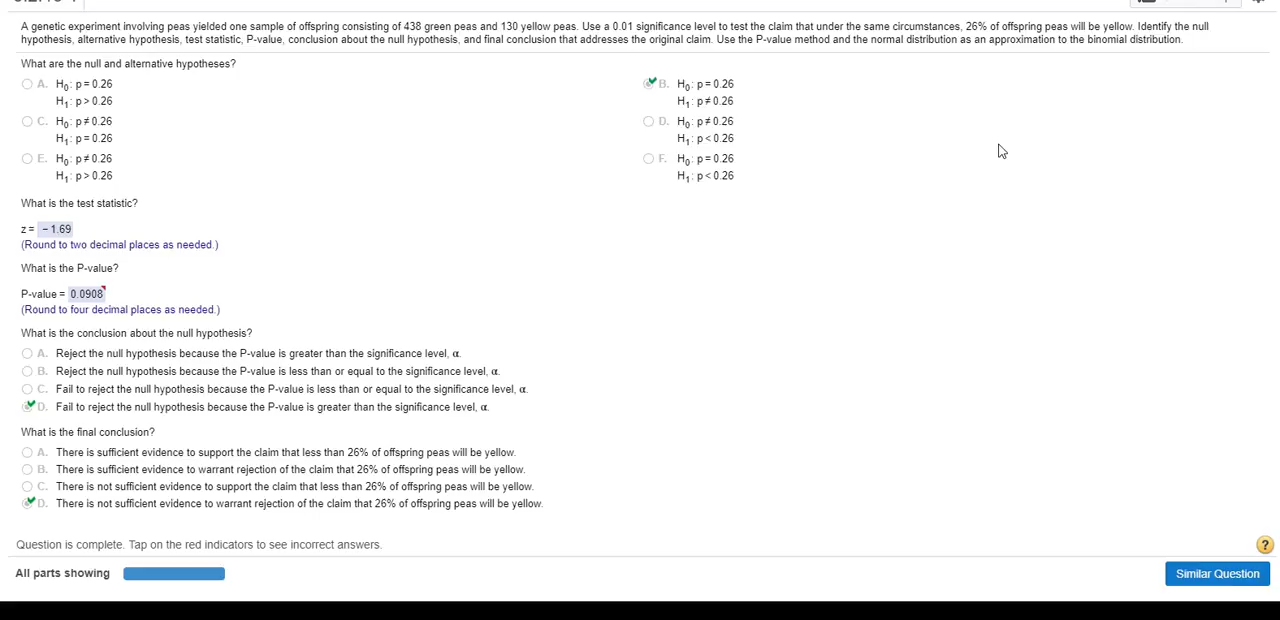 A genetic experiment involving peas yielded one sample of offspring consisting of 438 green peas and 130 yellow peas. Use a 0.01 significance level to test the claim that under the same circumstances, 26% of offspring peas will be yellow. Identify the null
hypothesis, alternative hypothesis, test statistic, P-value, conclusion about the null hypothesis, and final conclusion that addresses the original claim. Use the P-value method and the normal distribution as an approximation to the binomial distribution.
What are the null and alternative hypotheses?
A. H0: p = 0.26
H1: p > 0.26
B. H0: p = 0.26
H1: p ≠ 0.26
C. H0: p ≠ 0.26
H1: p = 0.26
D. H0: p ≠ 0.26
H1: p < 0.26
E. H0: p ≠ 0.26
H1: p > 0.26
F. H0: p = 0.26
H1: p < 0.26
What is the test statistic?
z = − 1.69
(Round to two decimal places as needed.)
What is the P-value?
P-value = 0.0908
(Round to four decimal places as needed.)
What is the conclusion about the null hypothesis?
A. Reject the null hypothesis because the P-value is greater than the significance level, α.
B. Reject the null hypothesis because the P-value is less than or equal to the significance level, α.
C. Fail to reject the null hypothesis because the P-value is less than or equal to the significance level, α.
D. Fail to reject the null hypothesis because the P-value is greater than the significance level, α.
What is the final conclusion?
A. There is sufficient evidence to support the claim that less than 26% of offspring peas will be yellow.
B. There is sufficient evidence to warrant rejection of the claim that 26% of offspring peas will be yellow.
C. There is not sufficient evidence to support the claim that less than 26% of offspring peas will be yellow.
D. There is not sufficient evidence to warrant rejection of the claim that 26% of offspring peas will be yellow.
Question is complete. Tap on the red indicators to see incorrect answers.
?
All parts showing
Similar Question